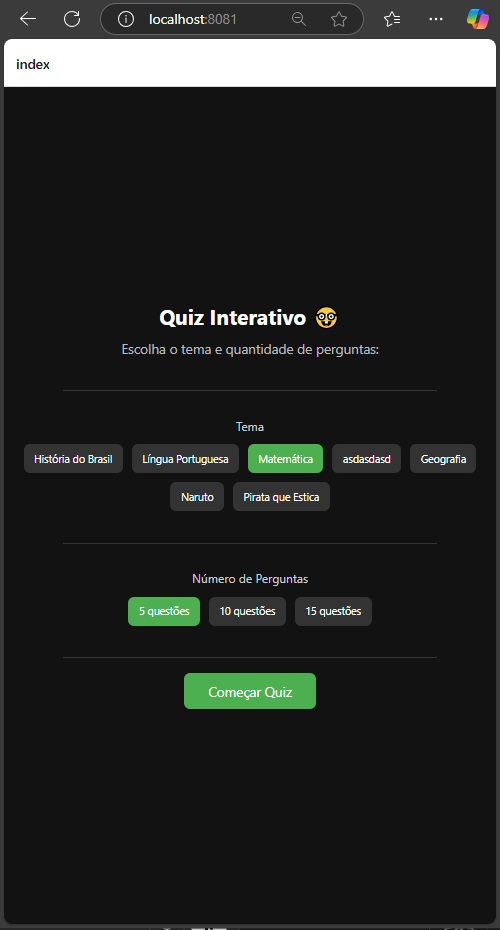 localhost:8081
index
Quiz Interativo 🤓
Escolha o tema e quantidade de perguntas:
Tema
História do Brasil Língua Portuguesa Matemática asdasdasd Geografia
Naruto Pirata que Estica
Número de Perguntas
5 questões 10 questões 15 questões
Começar Quiz